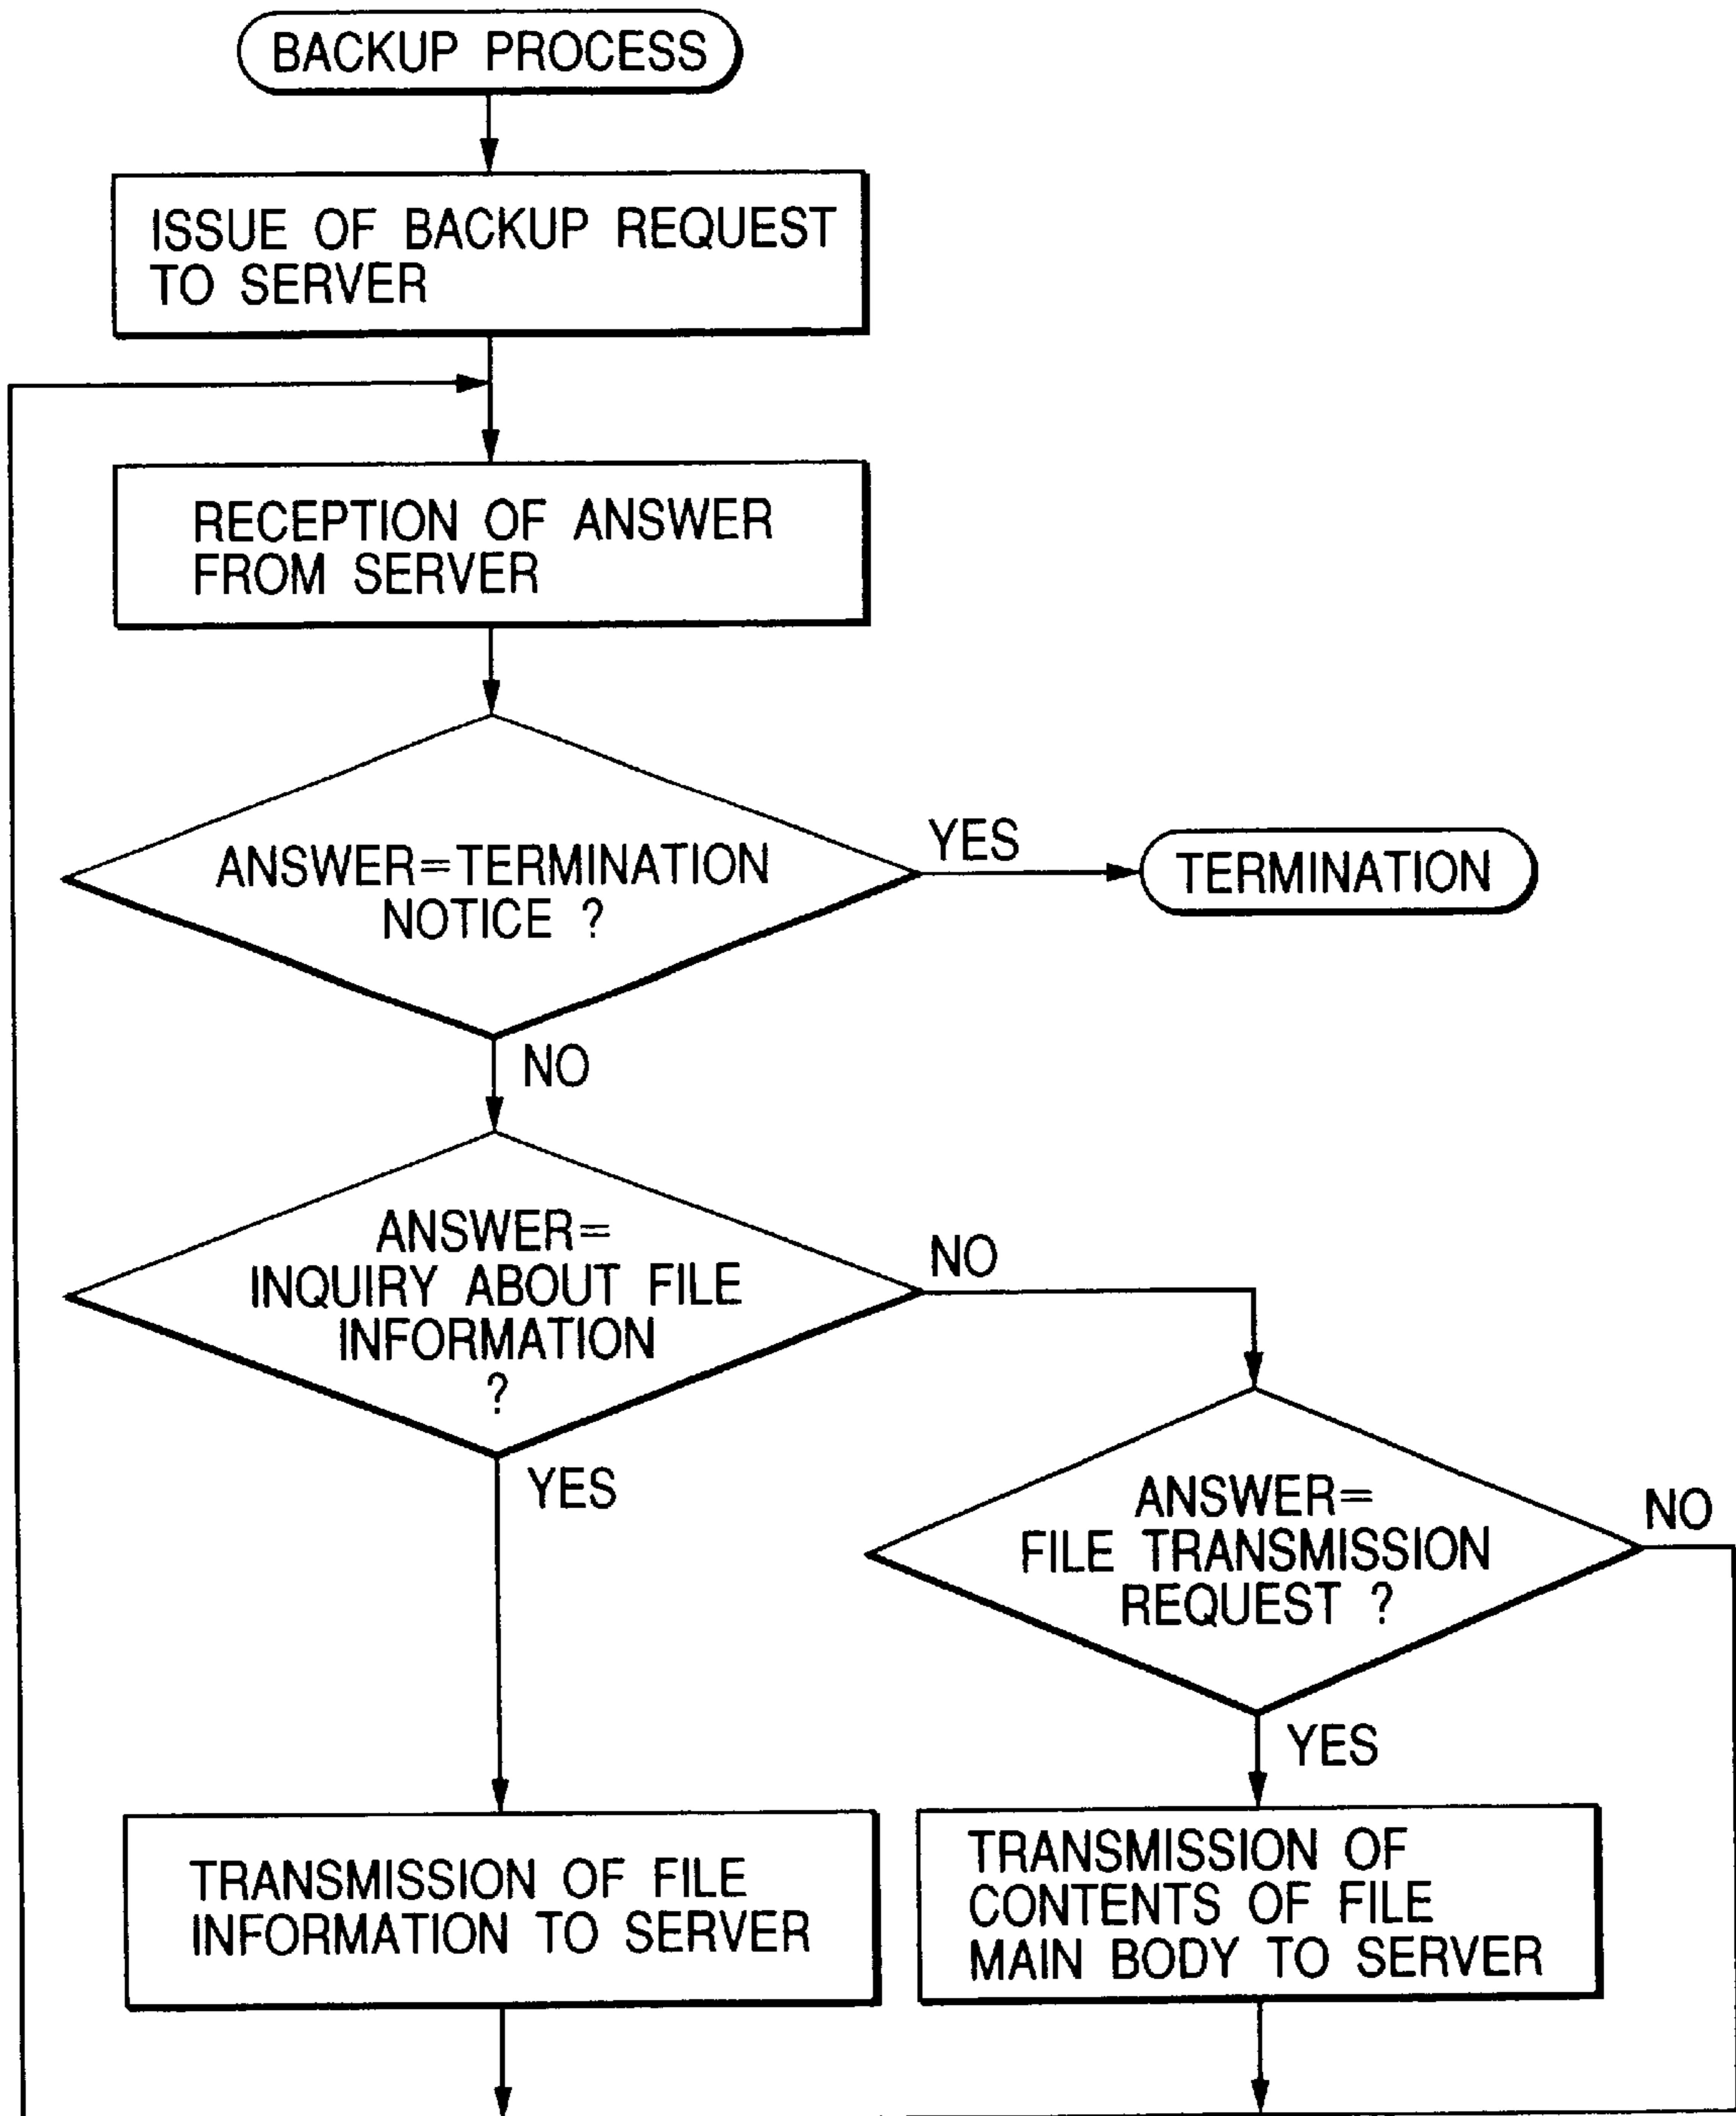 BACKUP PROCESS
ISSUE OF BACKUP REQUEST
TO SERVER
RECEPTION OF ANSWER
FROM SERVER
ANSWER=TERMINATION
NOTICE ?
YES
TERMINATION
NO
ANSWER=
INQUIRY ABOUT FILE
INFORMATION
?
NO
YES
ANSWER=
FILE TRANSMISSION
REQUEST ?
NO
YES
TRANSMISSION OF FILE
INFORMATION TO SERVER
TRANSMISSION OF
CONTENTS OF FILE
MAIN BODY TO SERVER